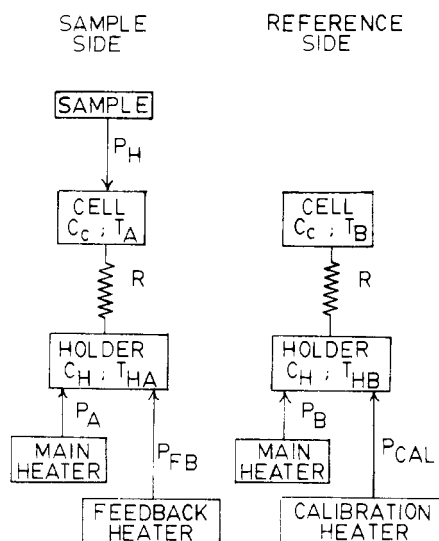 SAMPLE SIDE
REFERENCE SIDE
SAMPLE
P_H
CELL
C_c ; T_A
CELL
C_c ; T_B
R
R
HOLDER
C_H ; T_HA
HOLDER
C_H ; T_HB
P_A
P_FB
P_B
P_CAL
MAIN HEATER
MAIN HEATER
FEEDBACK HEATER
CALIBRATION HEATER